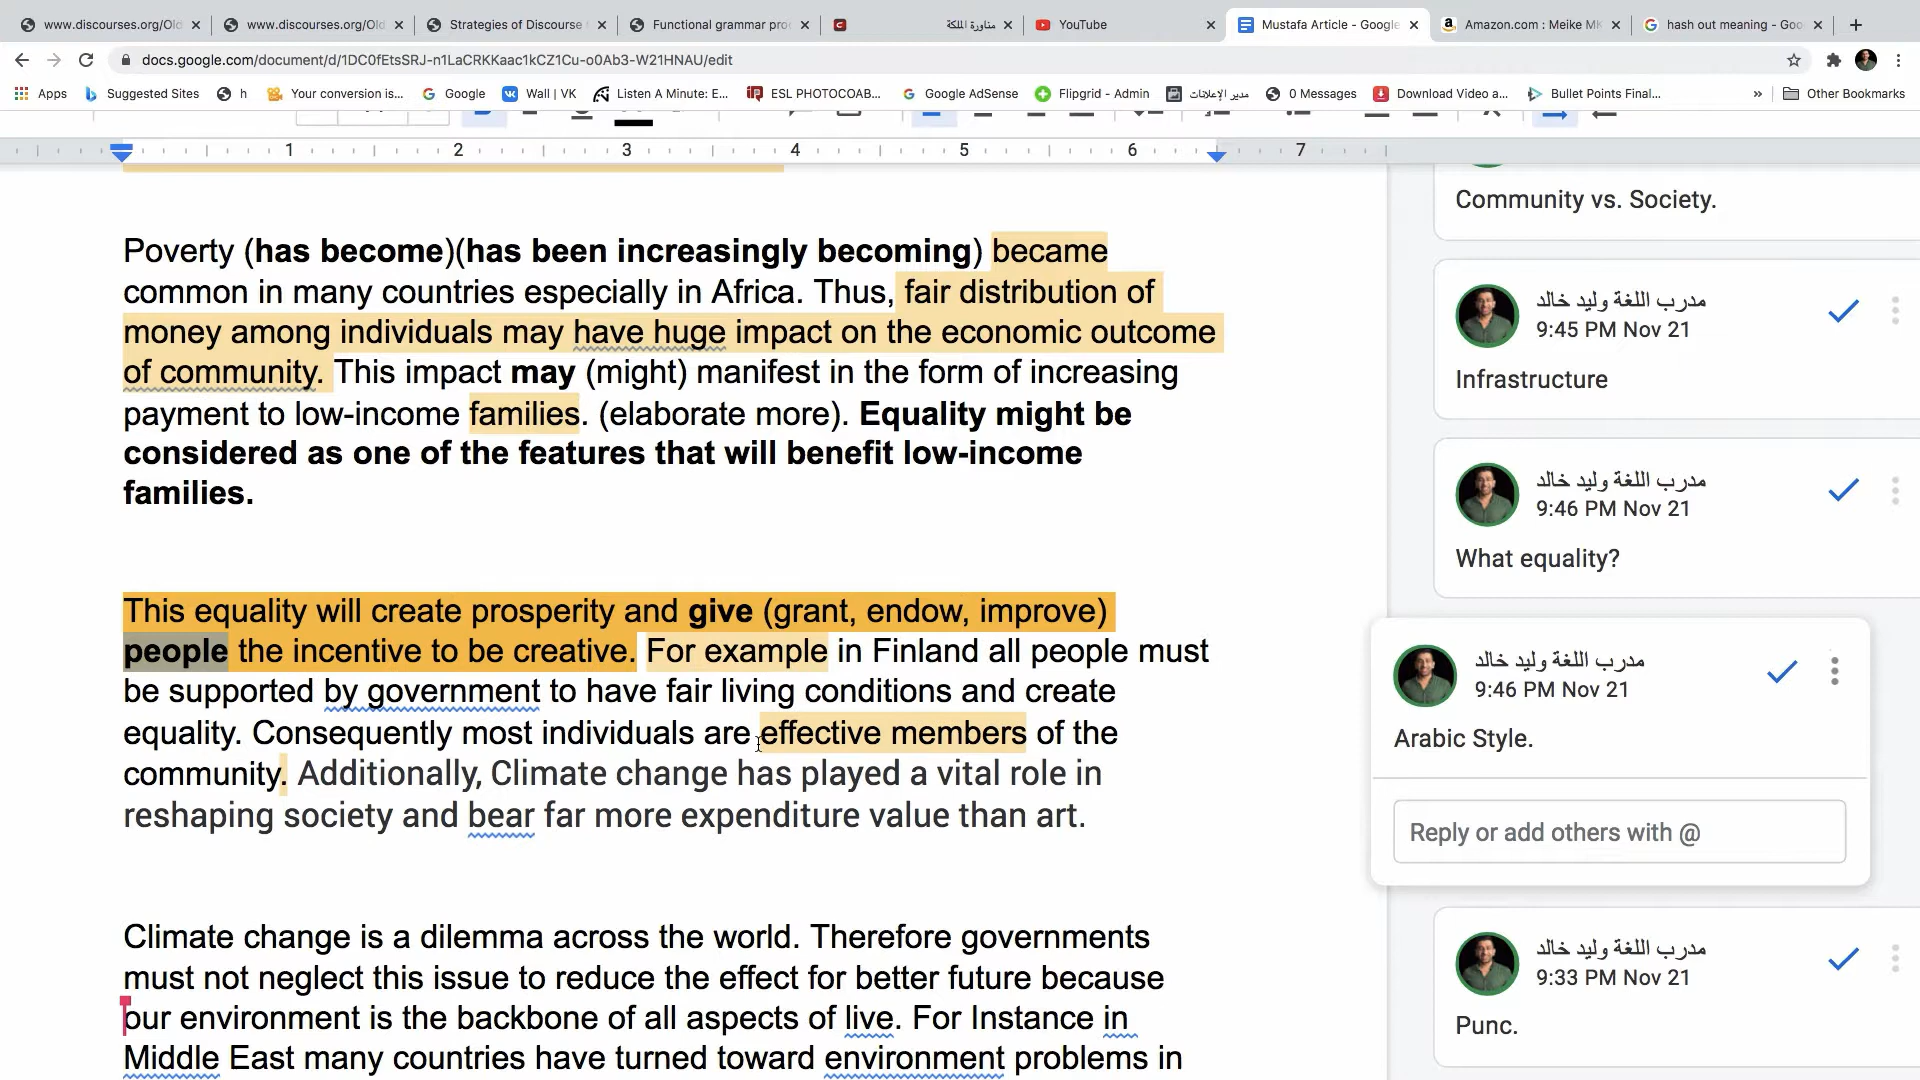 www.discourses.org/Old
www.discourses.org/Old
Strategies of Discourse
Functional grammar pro
مناورة الملكة
YouTube
Mustafa Article - Google
Amazon.com : Meike MK
hash out meaning - Goo
docs.google.com/document/d/1DC0fEtsSRJ-n1LaCRKKaac1kCZ1Cu-o0Ab3-W21HNAU/edit
Apps
Suggested Sites
h
Your conversion is...
Google
Wall | VK
Listen A Minute: E...
ESL PHOTOCOAB...
Google AdSense
Flipgrid - Admin
مدير الإعلانات
0 Messages
Download Video a...
Bullet Points Final...
»
Other Bookmarks
1 2 3 4 5 6 7
Poverty (has become)(has been increasingly becoming) became
common in many countries especially in Africa. Thus, fair distribution of
money among individuals may have huge impact on the economic outcome
of community. This impact may (might) manifest in the form of increasing
payment to low-income families. (elaborate more). Equality might be
considered as one of the features that will benefit low-income
families.
This equality will create prosperity and give (grant, endow, improve)
people the incentive to be creative. For example in Finland all people must
be supported by government to have fair living conditions and create
equality. Consequently most individuals are effective members of the
community. Additionally, Climate change has played a vital role in
reshaping society and bear far more expenditure value than art.
Climate change is a dilemma across the world. Therefore governments
must not neglect this issue to reduce the effect for better future because
our environment is the backbone of all aspects of live. For Instance in
Middle East many countries have turned toward environment problems in
Community vs. Society.
مدرب اللغة وليد خالد
9:45 PM Nov 21
Infrastructure
مدرب اللغة وليد خالد
9:46 PM Nov 21
What equality?
مدرب اللغة وليد خالد
9:46 PM Nov 21
Arabic Style.
Reply or add others with @
مدرب اللغة وليد خالد
9:33 PM Nov 21
Punc.